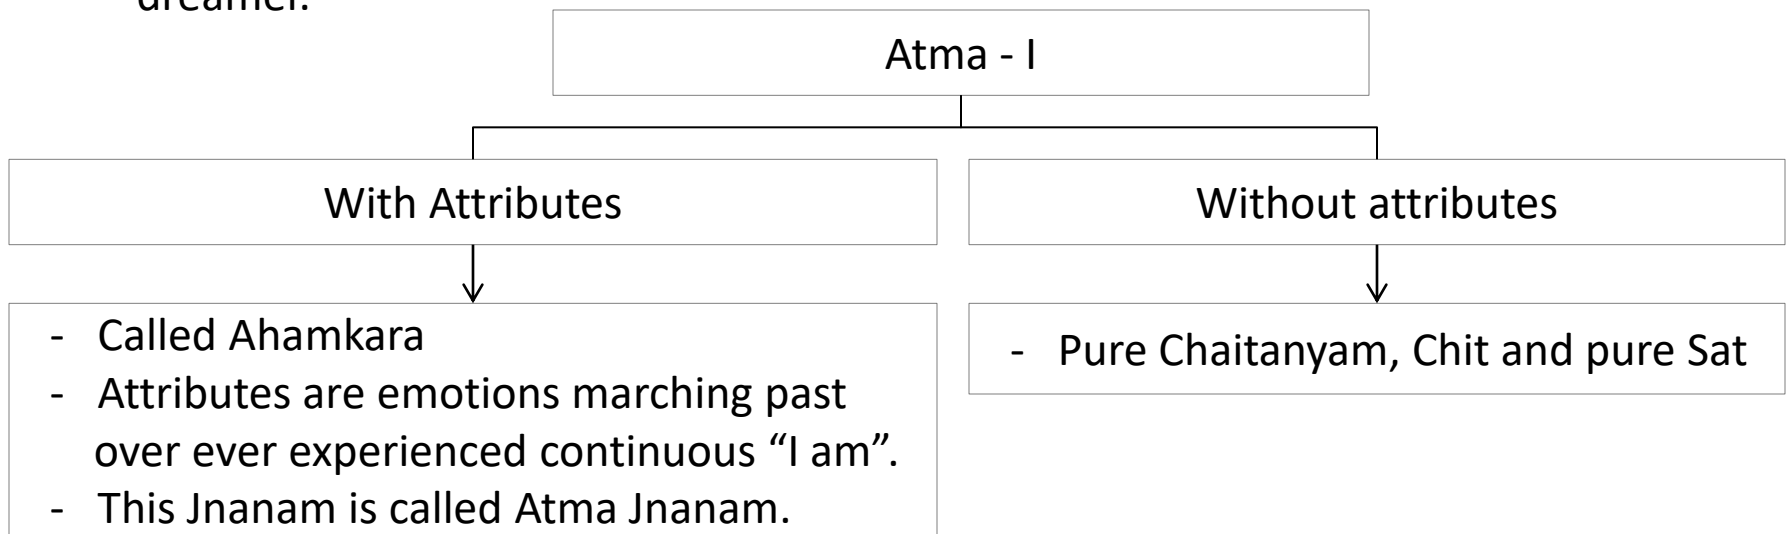 dreamer.
Atma - I
With Attributes
Without attributes
- Called Ahamkara
- Attributes are emotions marching past
over ever experienced continuous “I am”.
- This Jnanam is called Atma Jnanam.
- Pure Chaitanyam, Chit and pure Sat